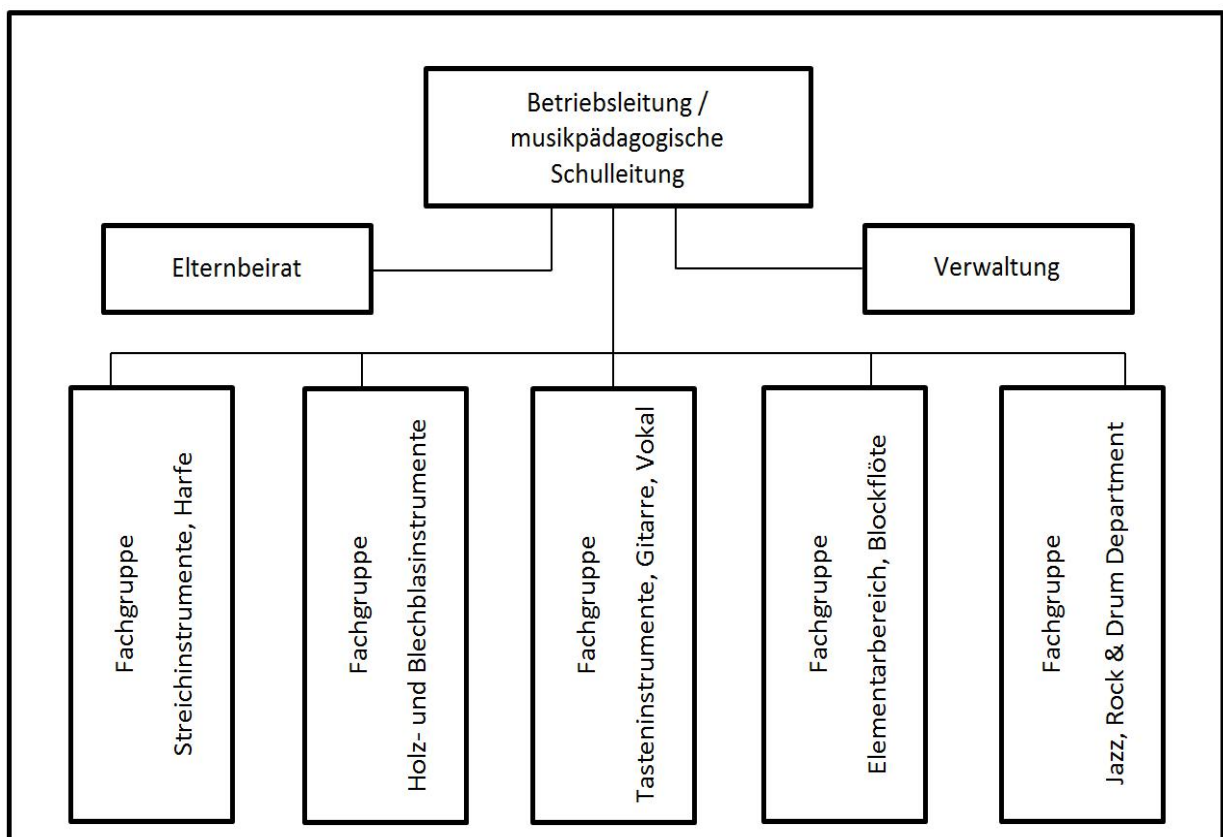 Betriebsleitung /
musikpädagogische
Schulleitung
Elternbeirat
Verwaltung
Fachgruppe
Streichinstrumente, Harfe
Fachgruppe
Holz- und Blechblasinstrumente
Fachgruppe
Tasteninstrumente, Gitarre, Vokal
Fachgruppe
Elementarbereich, Blockflöte
Fachgruppe
Jazz, Rock & Drum Department